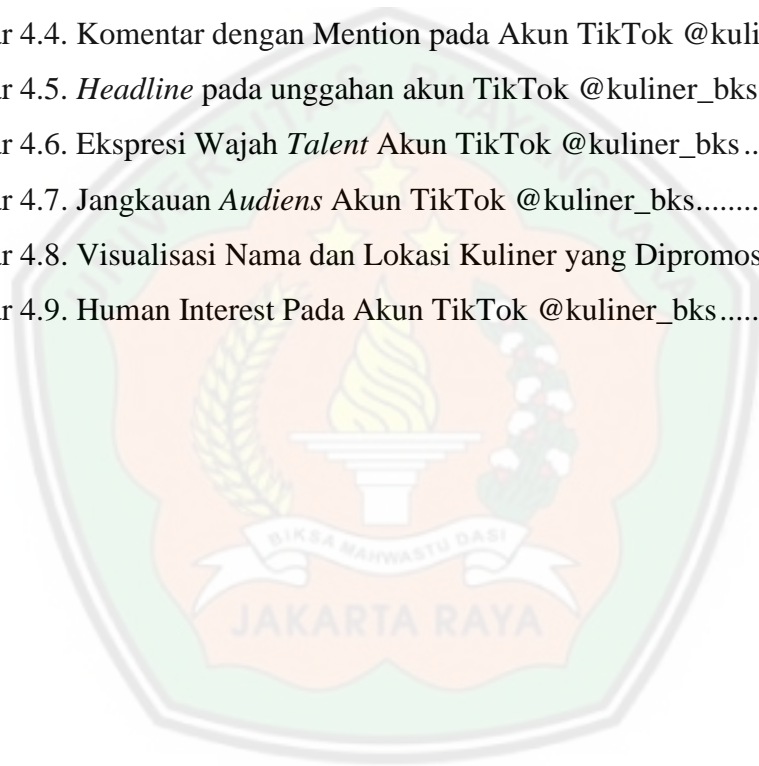 r 4.4. Komentar dengan Mention pada Akun TikTok @kuli
r 4.5. Headline pada unggahan akun TikTok @kuliner_bks
r 4.6. Ekspresi Wajah Talent Akun TikTok @kuliner_bks..
r 4.7. Jangkauan Audiens Akun TikTok @kuliner_bks........
r 4.8. Visualisasi Nama dan Lokasi Kuliner yang Dipromos
r 4.9. Human Interest Pada Akun TikTok @kuliner_bks.....
UNIVERSITAS BHAYANGKARA
BIKSA MAHWASTU DASI
JAKARTA RAYA